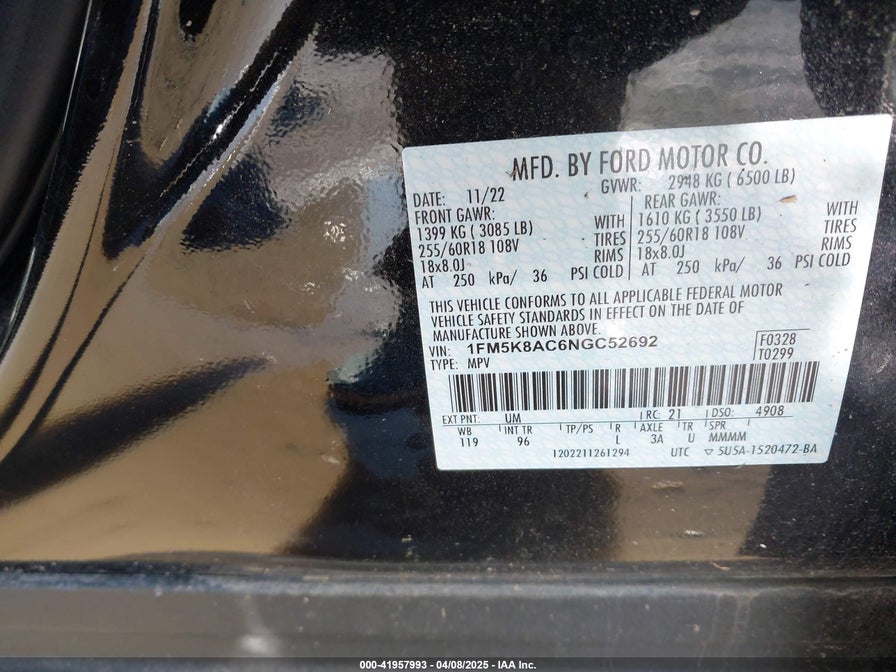 MFD. BY FORD MOTOR CO.
DATE: 11/22 GVWR: 2948 KG ( 6500 LB)
FRONT GAWR: REAR GAWR:
1399 KG ( 3085 LB) WITH 1610 KG ( 3550 LB) WITH
255/60R18 108V TIRES 255/60R18 108V TIRES
18x8.0J RIMS 18x8.0J RIMS
AT 250 kPa/ 36 PSI COLD AT 250 kPa/ 36 PSI COLD
THIS VEHICLE CONFORMS TO ALL APPLICABLE FEDERAL MOTOR
VEHICLE SAFETY STANDARDS IN EFFECT ON THE DATE OF
MANUFACTURE SHOWN ABOVE.
VIN: 1FM5K8AC6NGC52692 F0328
TYPE: MPV T0299
EXT PNT: UM RC: 21 DSO: 4908
WB INT TR TP/PS R AXLE TR SPR
119 96 L 3A U MMMM
1202211261294 UTC ▽ 5U5A-1520472-BA
000-41957993 | 04/08/2025 | IAA Inc.